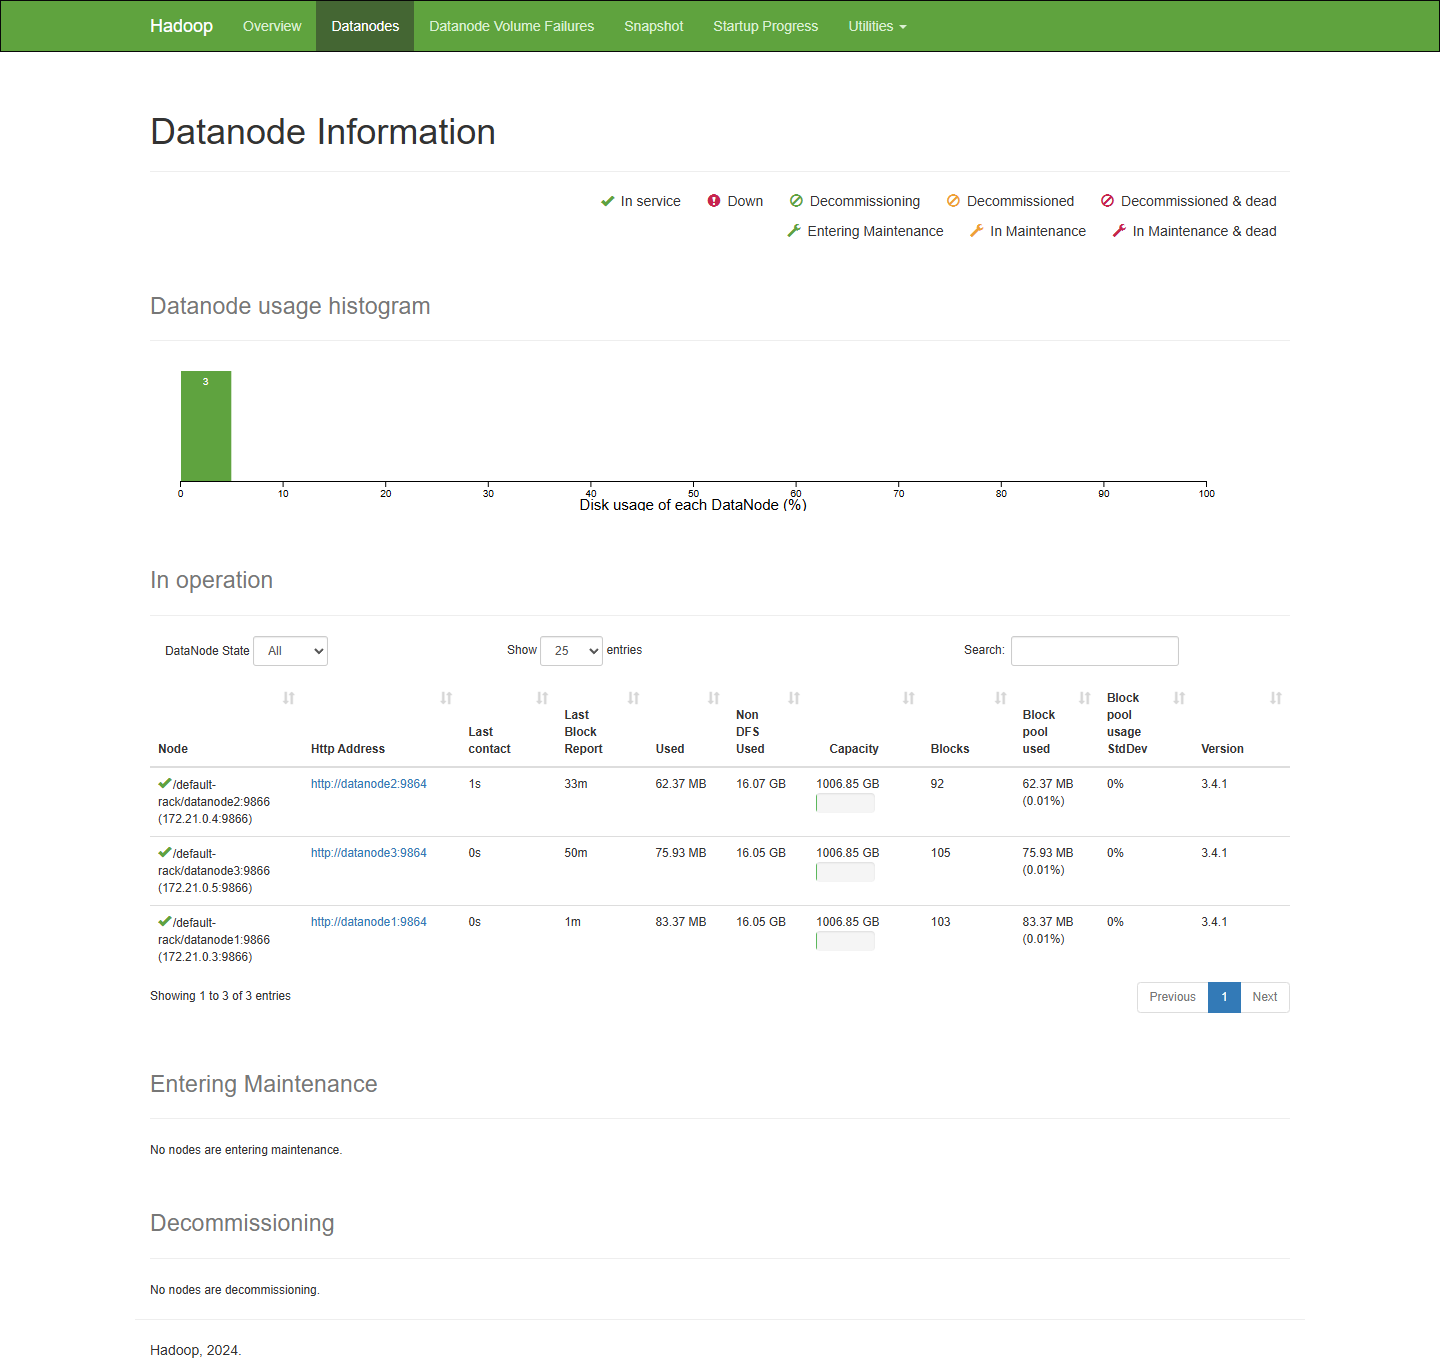 Hadoop Overview Datanodes Datanode Volume Failures Snapshot Startup Progress Utilities
Datanode Information
In service Down Decommissioning Decommissioned Decommissioned & dead
Entering Maintenance In Maintenance In Maintenance & dead
Datanode usage histogram
3
0 10 20 30 40 50 60 70 80 90 100
Disk usage of each DataNode (%)
In operation
DataNode State All Show 25 entries Search:
Block
Last Non Block pool
Last Block DFS pool usage
Node Http Address contact Report Used Used Capacity Blocks used StdDev Version
/default- http://datanode2:9864 1s 33m 62.37 MB 16.07 GB 1006.85 GB 92 62.37 MB 0% 3.4.1
rack/datanode2:9866 (0.01%)
(172.21.0.4:9866)
/default- http://datanode3:9864 0s 50m 75.93 MB 16.05 GB 1006.85 GB 105 75.93 MB 0% 3.4.1
rack/datanode3:9866 (0.01%)
(172.21.0.5:9866)
/default- http://datanode1:9864 0s 1m 83.37 MB 16.05 GB 1006.85 GB 103 83.37 MB 0% 3.4.1
rack/datanode1:9866 (0.01%)
(172.21.0.3:9866)
Showing 1 to 3 of 3 entries Previous 1 Next
Entering Maintenance
No nodes are entering maintenance.
Decommissioning
No nodes are decommissioning.
Hadoop, 2024.